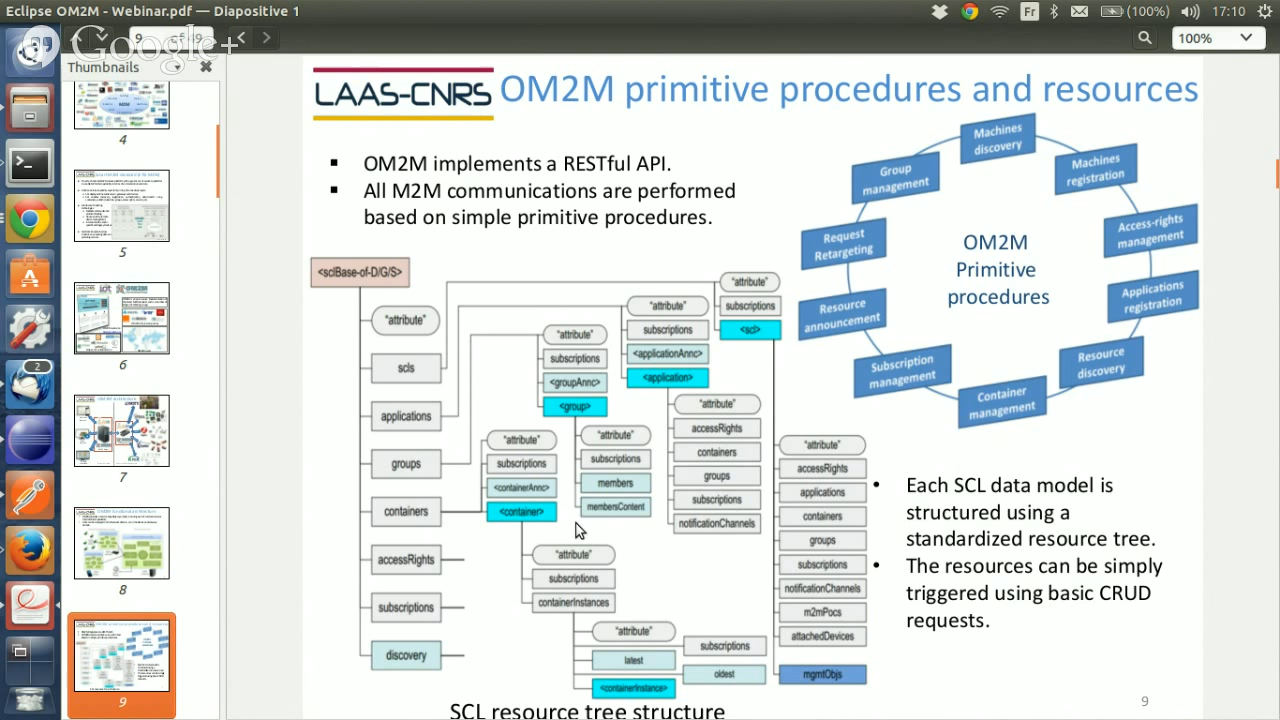 Eclipse OM2M - Webinar.pdf — Diapositive 1
Fr
(100%)
17:10
Google+
9
of 49
100%
Thumbnails
4
5
6
7
8
9
2
LAAS-CNRS
OM2M primitive procedures and resources
OM2M implements a RESTful API.
All M2M communications are performed
based on simple primitive procedures.
Machines
discovery
Machines
registration
Access-rights
management
Applications
registration
Resource
discovery
Container
management
Subscription
management
Resource
announcement
Request
Retargeting
Group
management
OM2M
Primitive
procedures
<sclBase-of-D/G/S>
"attribute"
scls
applications
groups
containers
accessRights
subscriptions
discovery
"attribute"
subscriptions
<scl>
"attribute"
subscriptions
<applicationAnnc>
<application>
"attribute"
subscriptions
<groupAnnc>
<group>
"attribute"
subscriptions
<containerAnnc>
<container>
"attribute"
subscriptions
members
membersContent
"attribute"
accessRights
containers
groups
subscriptions
notificationChannels
"attribute"
accessRights
applications
containers
groups
subscriptions
notificationChannels
m2mPocs
attachedDevices
mgmtObjs
"attribute"
subscriptions
containerInstances
"attribute"
latest
<containerInstance>
subscriptions
oldest
Each SCL data model is
structured using a
standardized resource tree.
The resources can be simply
triggered using basic CRUD
requests.
SCL resource tree structure
9